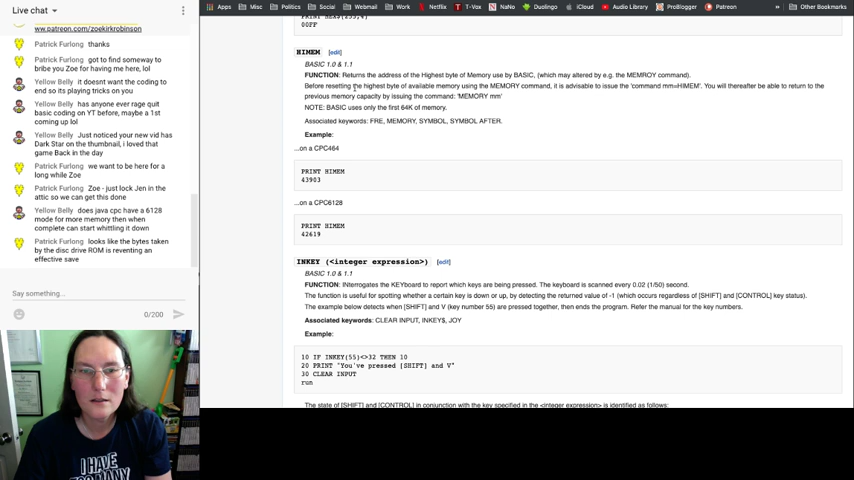 Live chat
ww.patreon.com/zoekirkrobinson
Patrick Furlong thanks
Patrick Furlong got to find someway to
bribe you Zoe for having me here, lol
Yellow Belly it doesnt want the coding to
end so its playing tricks on you
Yellow Belly has anyone ever rage quit
basic coding on YT before, maybe a 1st
coming up lol
Yellow Belly Just noticed your new vid has
Dark Star on the thumbnail, i loved that
game Back in the day
Patrick Furlong we want to be here for a
long while Zoe
Patrick Furlong Zoe - just lock Jen in the
attic so we can get this done
Yellow Belly does java cpc have a 6128
mode for more memory then when
complete can start whittling it down
Patrick Furlong looks like the bytes taken
by the disc drive ROM is reventing an
effective save
Say something...
0/200
I HAVE
TOO MANY
Apps Misc Politics Social Webmail Work Netflix T-Vox NaNo Duolingo iCloud Audio Library ProBlogger Patreon » Other Bookmarks
PRINT HEX$(255,4)
00FF
HIMEM [edit]
BASIC 1.0 & 1.1
FUNCTION: Returns the address of the Highest byte of Memory use by BASIC, (which may altered by e.g. the MEMROY command).
Before resetting the highest byte of available memory using the MEMORY command, it is advisable to issue the 'command mm=HIMEM'. You will thereafter be able to return to the
previous memory capacity by issuing the command: 'MEMORY mm'
NOTE: BASIC uses only the first 64K of memory.
Associated keywords: FRE, MEMORY, SYMBOL, SYMBOL AFTER.
Example:
...on a CPC464
PRINT HIMEM
43903
...on a CPC6128
PRINT HIMEM
42619
INKEY (<integer expression>) [edit]
BASIC 1.0 & 1.1
FUNCTION: INterrogates the KEYboard to report which keys are being pressed. The keyboard is scanned every 0.02 (1/50) second.
The function is useful for spotting whether a certain key is down or up, by detecting the returned value of -1 (which occurs regardless of [SHIFT] and [CONTROL] key status).
The example below detects when [SHIFT] and V (key number 55) are pressed together, then ends the program. Refer the manual for the key numbers.
Associated keywords: CLEAR INPUT, INKEY$, JOY
Example:
10 IF INKEY(55)<>32 THEN 10
20 PRINT "You've pressed [SHIFT] and V"
30 CLEAR INPUT
run
The state of [SHIFT] and [CONTROL] in conjunction with the key specified in the <integer expression> is identified as follows: